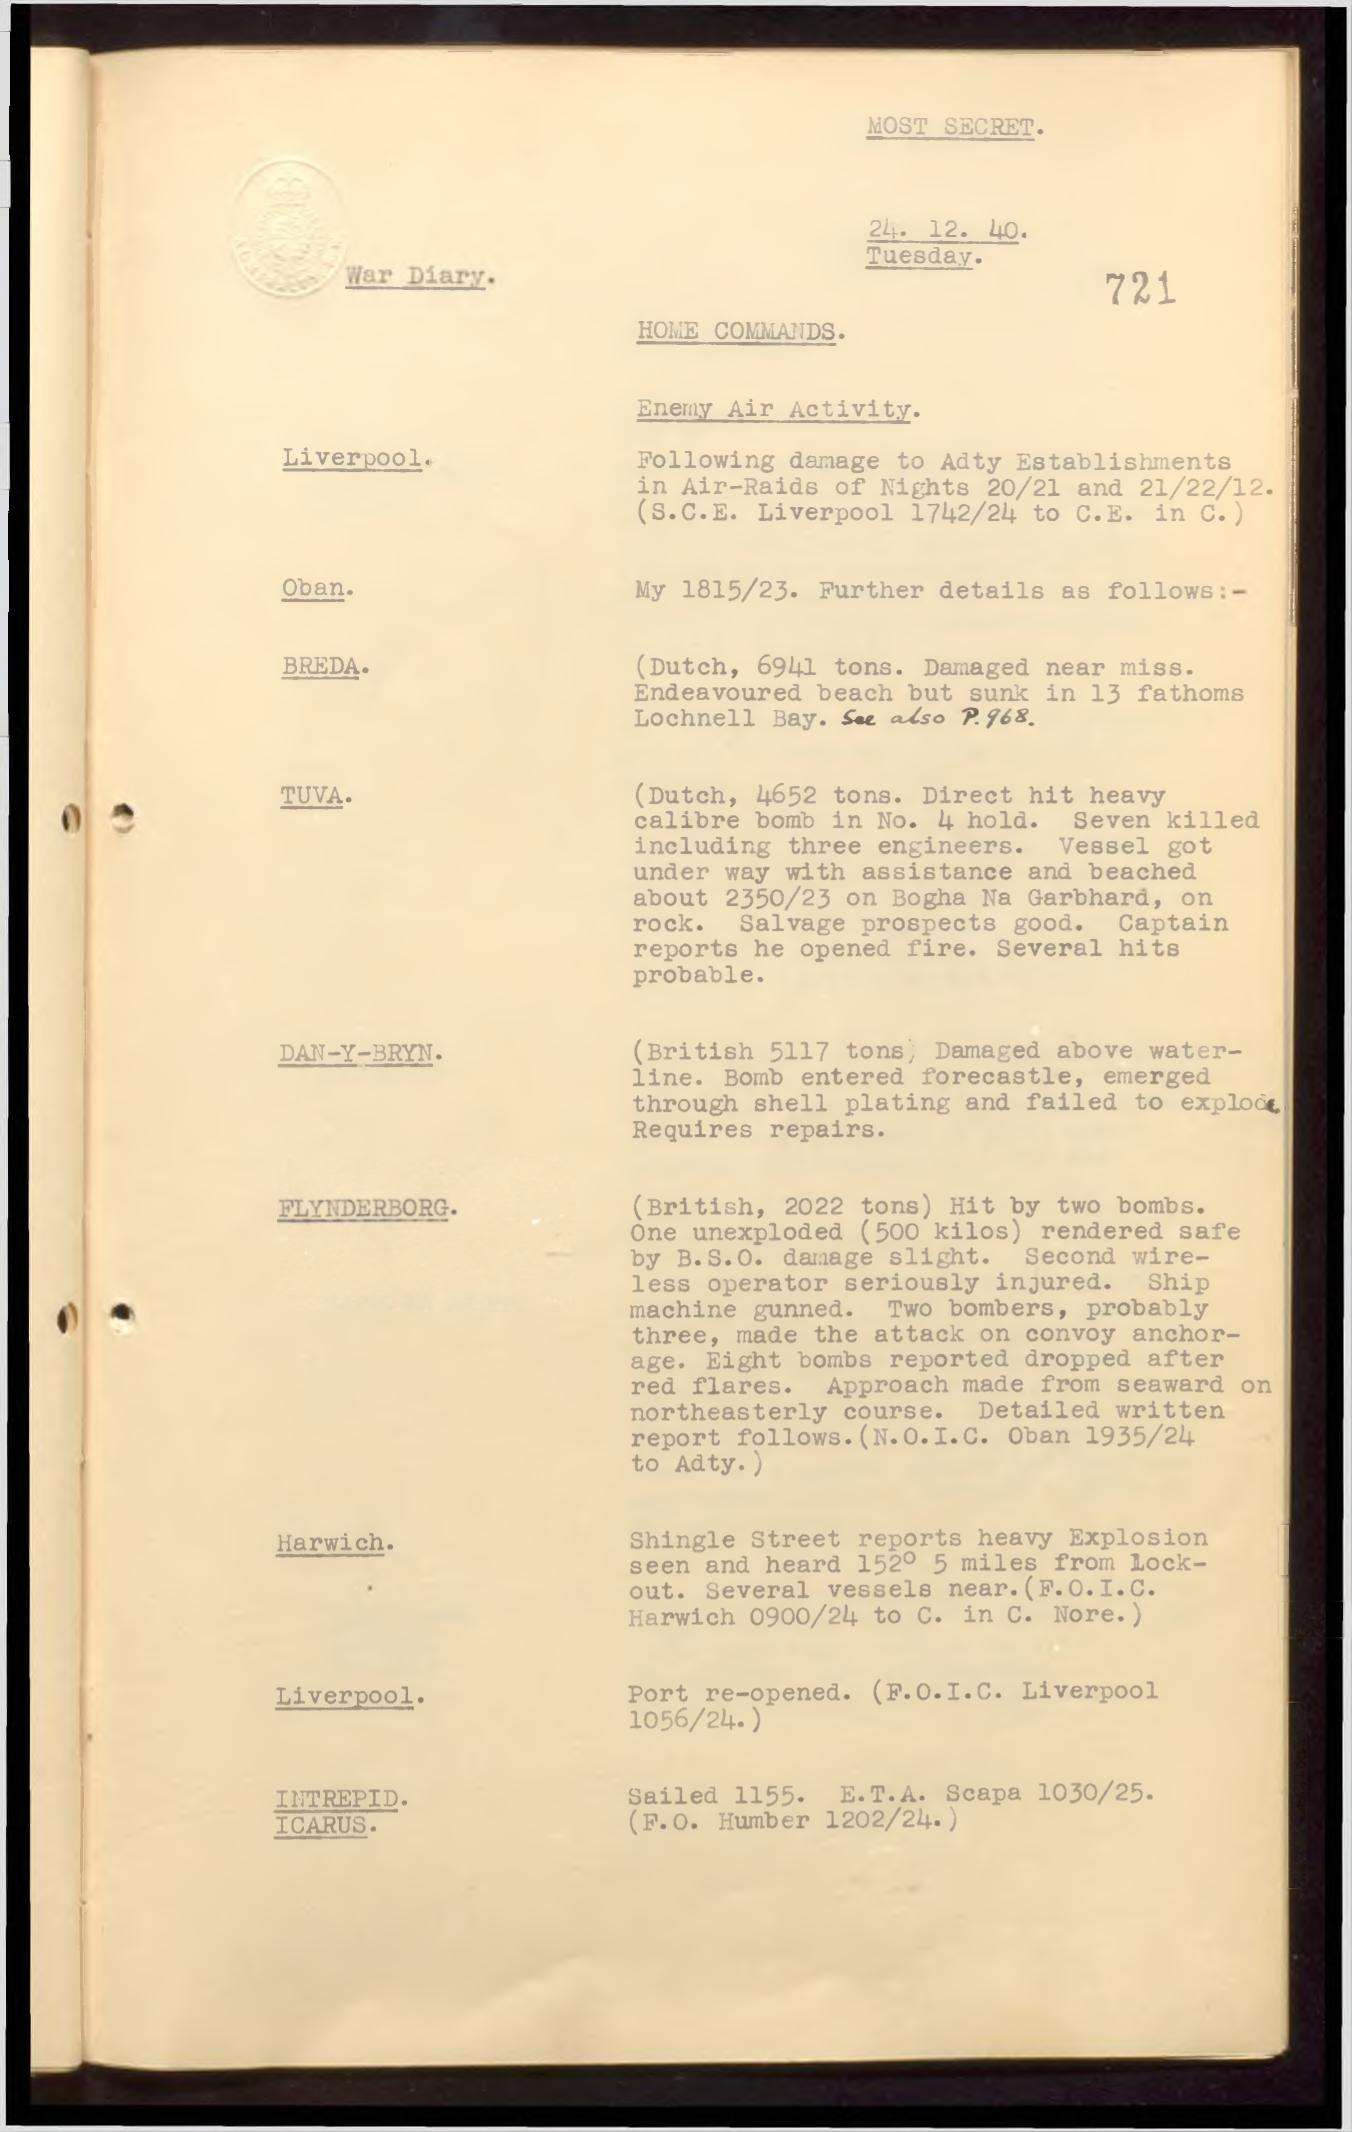 MOST SECRET.
24. 12. 40.
Tuesday.
War Diary.
721
HOME COMMANDS.
Enemy Air Activity.
Liverpool.
Following damage to Adty Establishments
in Air-Raids of Nights 20/21 and 21/22/12.
(S.C.E. Liverpool 1742/24 to C.E. in C.)
Oban.
My 1815/23. Further details as follows:-
BREDA.
(Dutch, 6941 tons. Damaged near miss.
Endeavoured beach but sunk in 13 fathoms
Lochnell Bay. See also P.968.
TUVA.
(Dutch, 4652 tons. Direct hit heavy
calibre bomb in No. 4 hold. Seven killed
including three engineers. Vessel got
under way with assistance and beached
about 2350/23 on Bogha Na Garbhard, on
rock. Salvage prospects good. Captain
reports he opened fire. Several hits
probable.
DAN-Y-BRYN.
(British 5117 tons) Damaged above water-
line. Bomb entered forecastle, emerged
through shell plating and failed to explode
Requires repairs.
FLYNDERBORG.
(British, 2022 tons) Hit by two bombs.
One unexploded (500 kilos) rendered safe
by B.S.O. damage slight. Second wire-
less operator seriously injured. Ship
machine gunned. Two bombers, probably
three, made the attack on convoy anchor-
age. Eight bombs reported dropped after
red flares. Approach made from seaward on
northeasterly course. Detailed written
report follows.(N.O.I.C. Oban 1935/24
to Adty.)
Harwich.
Shingle Street reports heavy Explosion
seen and heard 152° 5 miles from Lock-
out. Several vessels near.(F.O.I.C.
Harwich 0900/24 to C. in C. Nore.)
Liverpool.
Port re-opened. (F.O.I.C. Liverpool
1056/24.)
INTREPID.
ICARUS.
Sailed 1155. E.T.A. Scapa 1030/25.
(F.O. Humber 1202/24.)